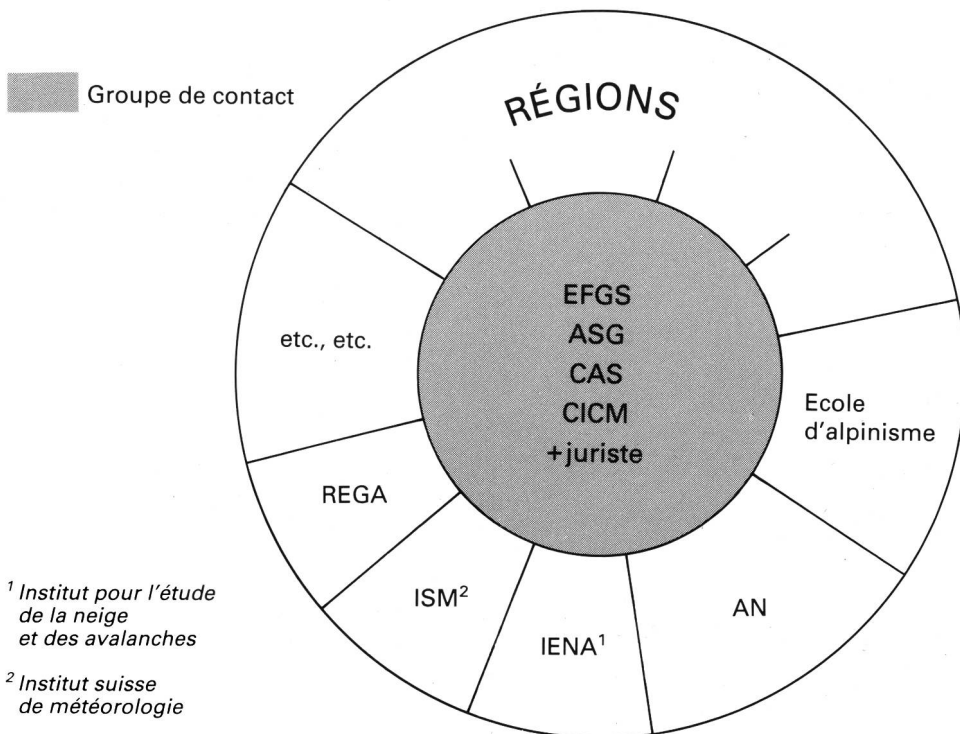 Groupe de contact
RÉGIONS
EFGS
ASG
CAS
CICM
+juriste
etc., etc.
Ecole
d'alpinisme
REGA
ISM²
IENA¹
AN
¹ Institut pour l'étude
de la neige
et des avalanches
² Institut suisse
de météorologie